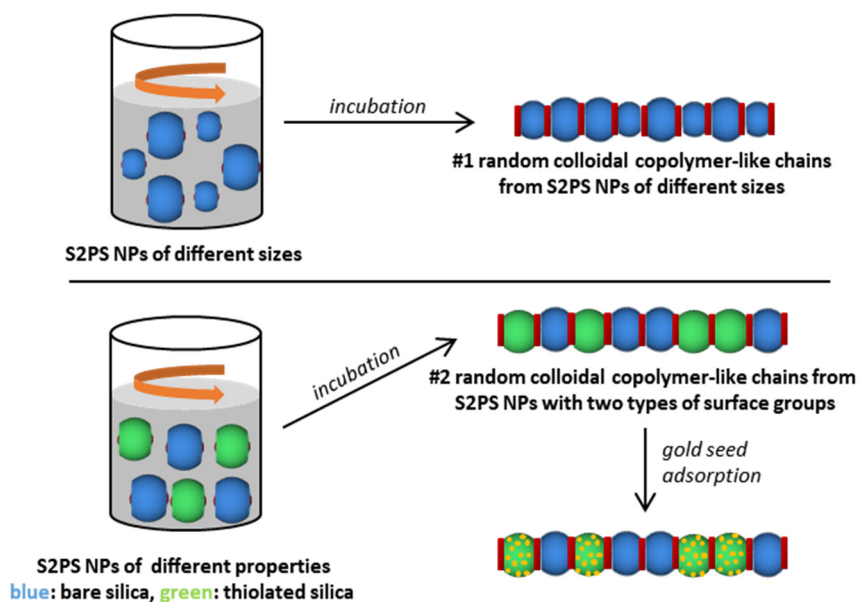 incubation
#1 random colloidal copolymer-like chains
from S2PS NPs of different sizes
S2PS NPs of different sizes
incubation
#2 random colloidal copolymer-like chains from
S2PS NPs with two types of surface groups
gold seed
adsorption
S2PS NPs of different properties
blue: bare silica, green: thiolated silica